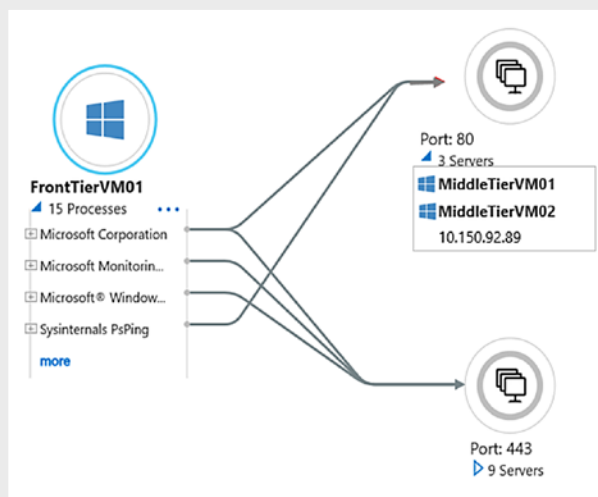 FrontTierVM01
15 Processes
Microsoft Corporation
Microsoft Monitorin...
Microsoft® Window...
Sysinternals PsPing
more
Port: 80
3 Servers
MiddleTierVM01
MiddleTierVM02
10.150.92.89
Port: 443
9 Servers